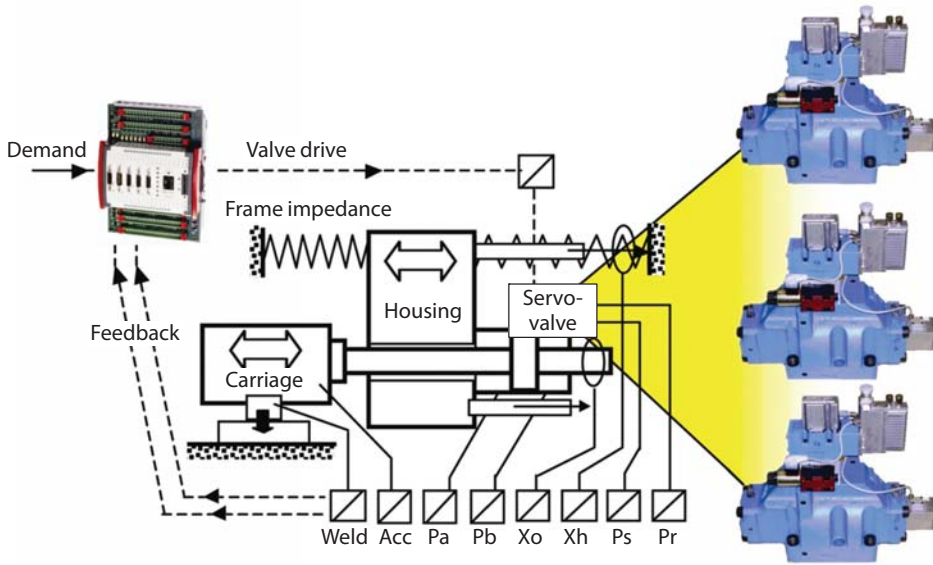 Demand
Valve drive
Frame impedance
Housing
Servo-
valve
Feedback
Carriage
Weld Acc Pa Pb Xo Xh Ps Pr